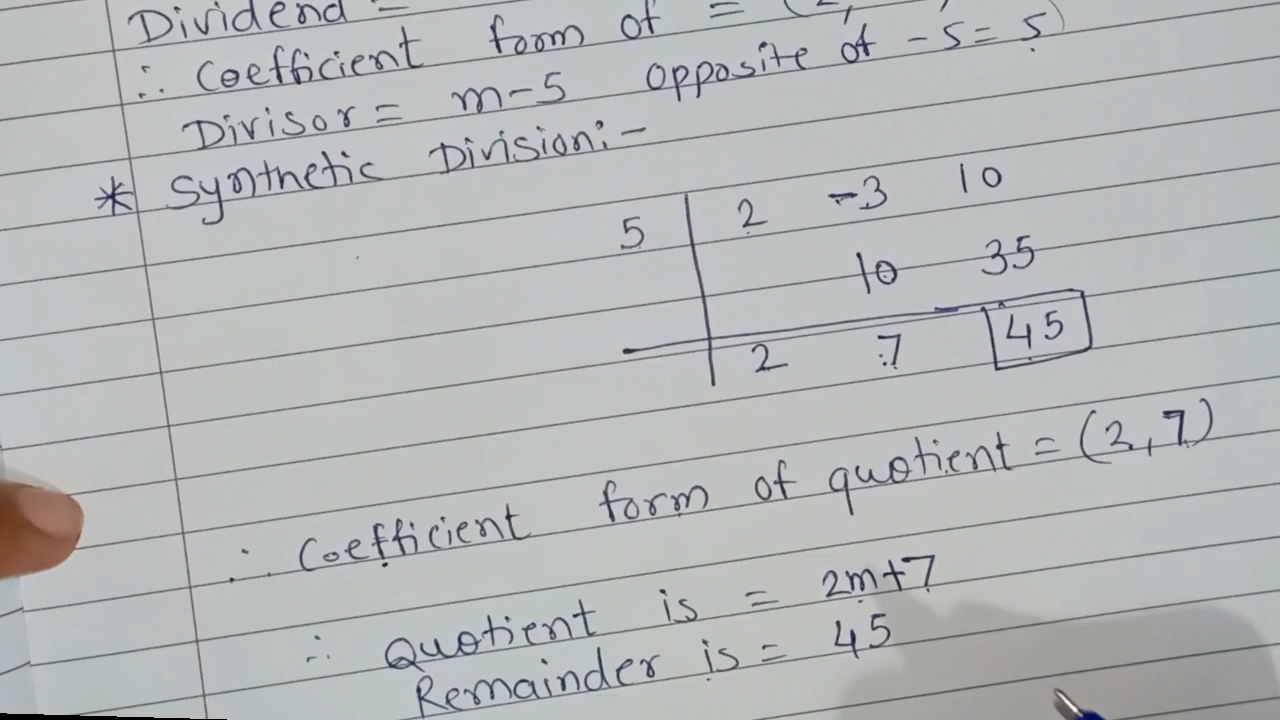 Dividend =
∴ Coefficient form of = (2,
Divisor = m-5 opposite of -5 = 5
* Synthetic Division:-
5 2 -3 10
10 35
2 7 45
∴ Coefficient form of quotient = (2,7)
∴ Quotient is = 2m+7
Remainder is = 45